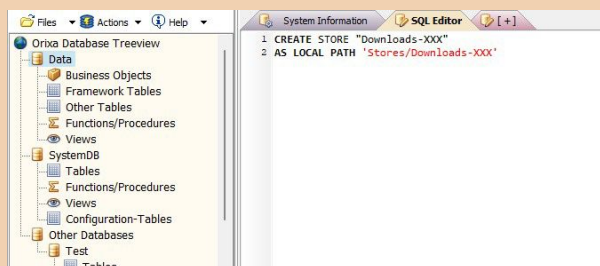 Files Actions Help
System Information SQL Editor [ + ]
Orixa Database Treeview
Data
Business Objects
Framework Tables
Other Tables
Functions/Procedures
Views
SystemDB
Tables
Functions/Procedures
Views
Configuration-Tables
Other Databases
Test
Tables
1 CREATE STORE "Downloads-XXX"
2 AS LOCAL PATH 'Stores/Downloads-XXX'